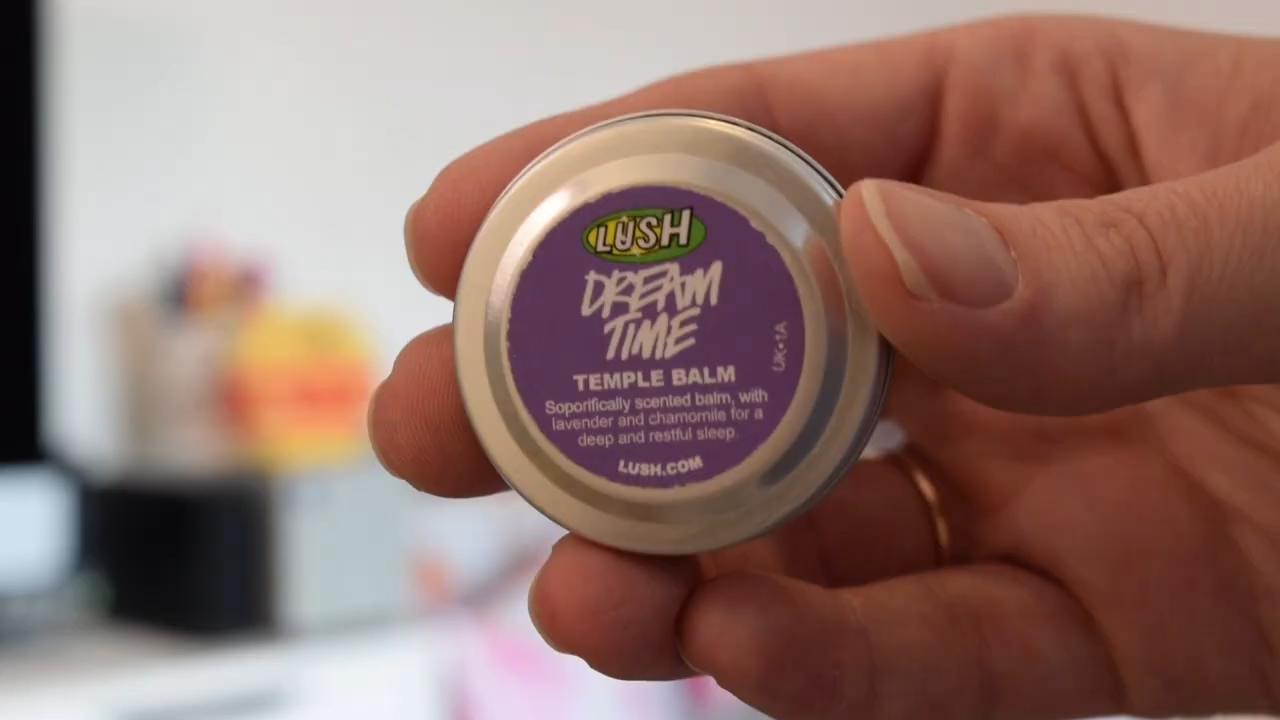 LUSH
DREAM
TIME
TEMPLE BALM
Soporifically scented balm, with
lavender and chamomile for a
deep and restful sleep.
LUSH.COM
UK•1A